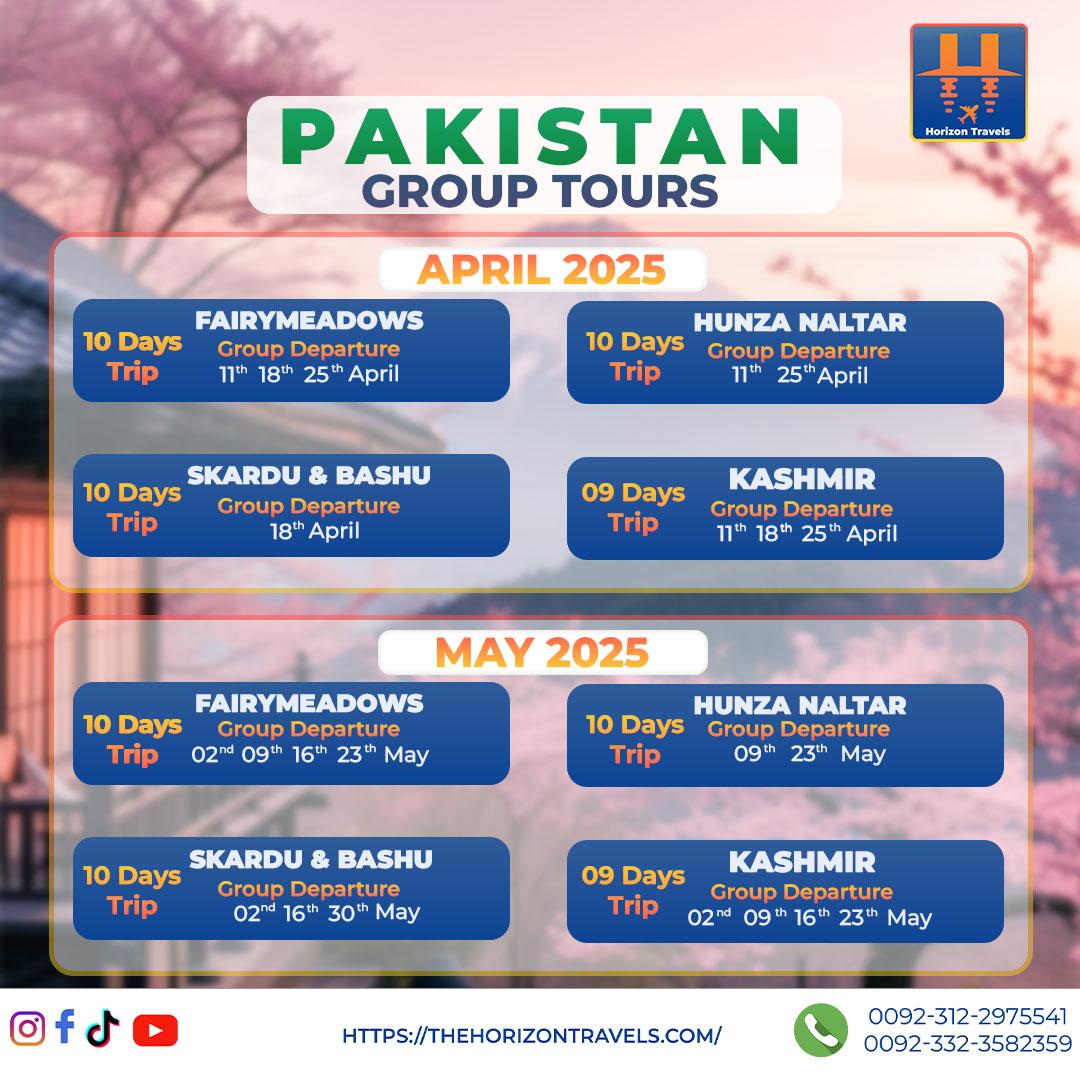 Horizon Travels
PAKISTAN
GROUP TOURS
APRIL 2025
10 Days
Trip
FAIRYMEADOWS
Group Departure
11th 18th 25th April
10 Days
Trip
HUNZA NALTAR
Group Departure
11th 25th April
10 Days
Trip
SKARDU & BASHU
Group Departure
18th April
09 Days
Trip
KASHMIR
Group Departure
11th 18th 25th April
MAY 2025
10 Days
Trip
FAIRYMEADOWS
Group Departure
02nd 09th 16th 23th May
10 Days
Trip
HUNZA NALTAR
Group Departure
09th 23th May
10 Days
Trip
SKARDU & BASHU
Group Departure
02nd 16th 30th May
09 Days
Trip
KASHMIR
Group Departure
02nd 09th 16th 23th May
HTTPS://THEHORIZONTRAVELS.COM/
0092-312-2975541
0092-332-3582359